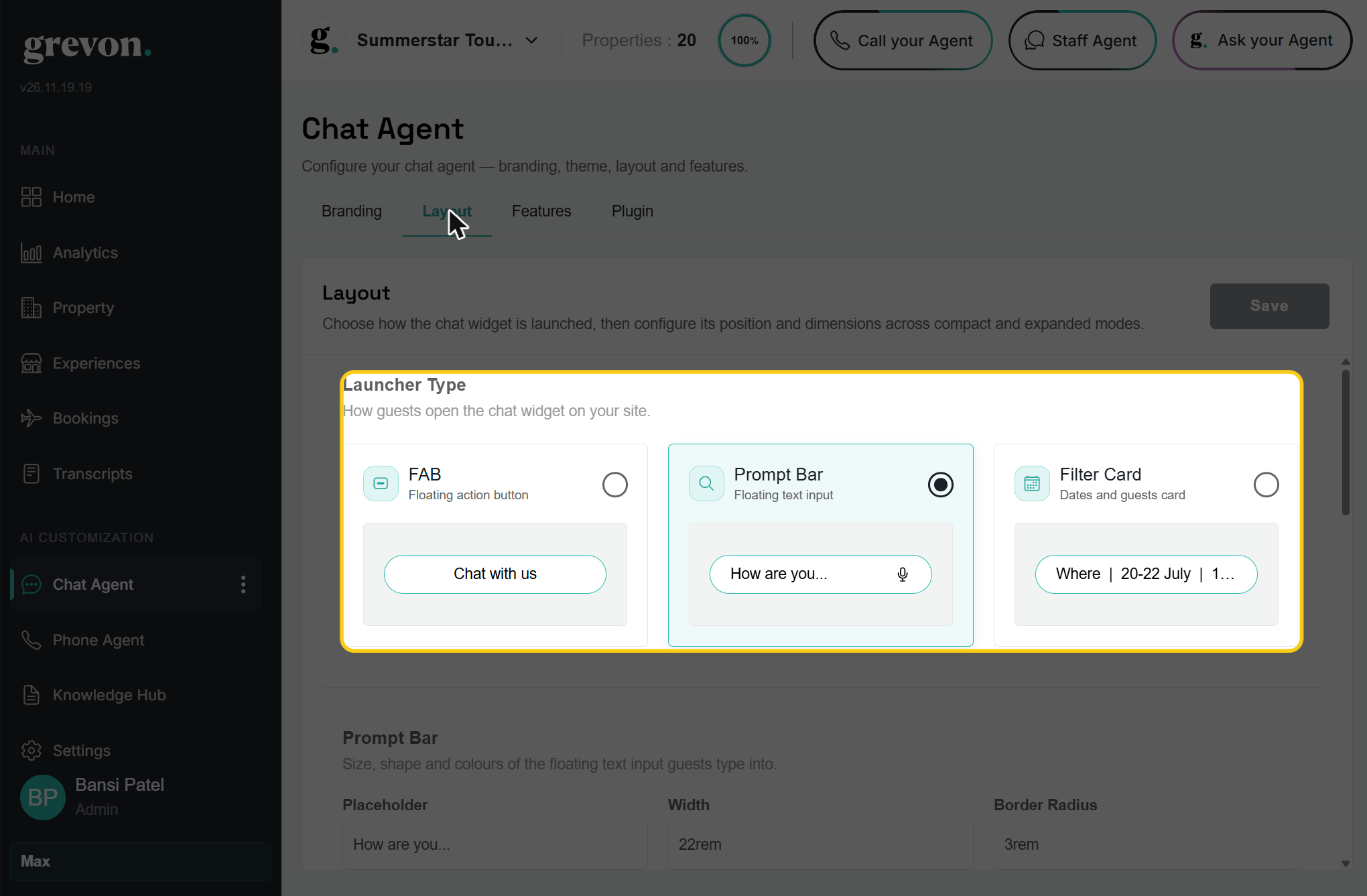 grevon.
v26.11.19.19
MAIN
Home
Analytics
Property
Experiences
Bookings
Transcripts
AI CUSTOMIZATION
Chat Agent
Phone Agent
Knowledge Hub
Settings
BP
Bansi Patel
Admin
Max
g. Summerstar Tou...
Properties : 20
100%
Call your Agent
Staff Agent
g. Ask your Agent
Chat Agent
Configure your chat agent — branding, theme, layout and features.
Branding Layout Features Plugin
Layout
Choose how the chat widget is launched, then configure its position and dimensions across compact and expanded modes.
Save
Launcher Type
How guests open the chat widget on your site.
FAB
Floating action button
Chat with us
Prompt Bar
Floating text input
How are you...
Filter Card
Dates and guests card
Where | 20-22 July | 1...
Prompt Bar
Size, shape and colours of the floating text input guests type into.
Placeholder Width Border Radius
How are you... 22rem 3rem